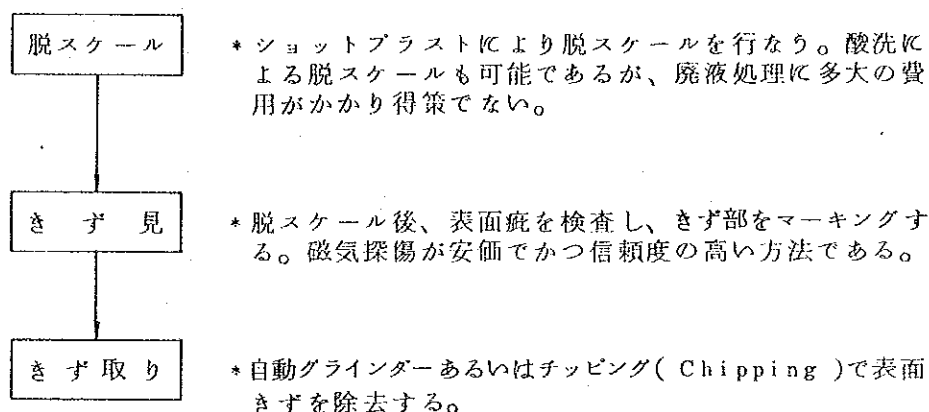 脱スケール
*ショットブラストにより脱スケールを行なう。酸洗に
よる脱スケールも可能であるが、廃液処理に多大の費
用がかかり得策でない。
きず見
*脱スケール後、表面疵を検査し、きず部をマーキングす
る。磁気探傷が安価でかつ信頼度の高い方法である。
きず取り
*自動グラインダーあるいはチッピング( Chipping )で表面
きずを除去する。